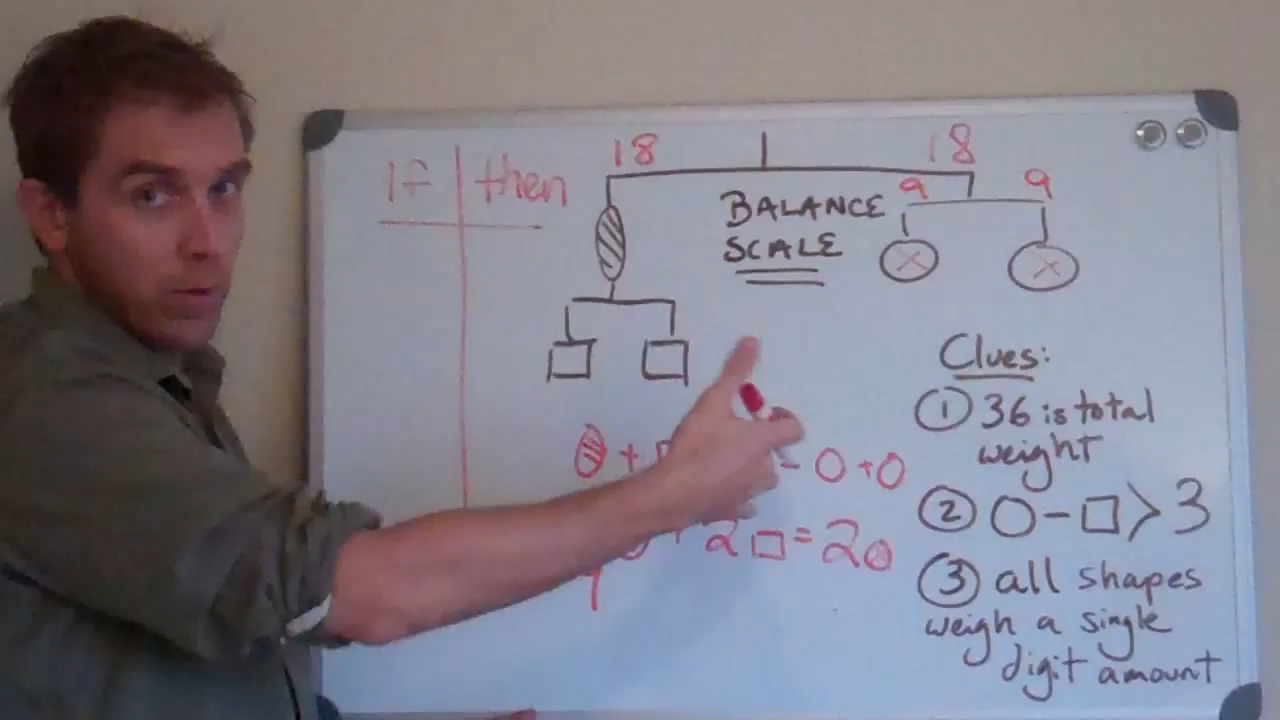 If then
18 18
9 9
BALANCE
SCALE
X X
Clues:
① 36 is total
weight
+ - O + O
② ○ - □ > 3
+ 2□ = 2○
③ all shapes
weigh a single
digit amount